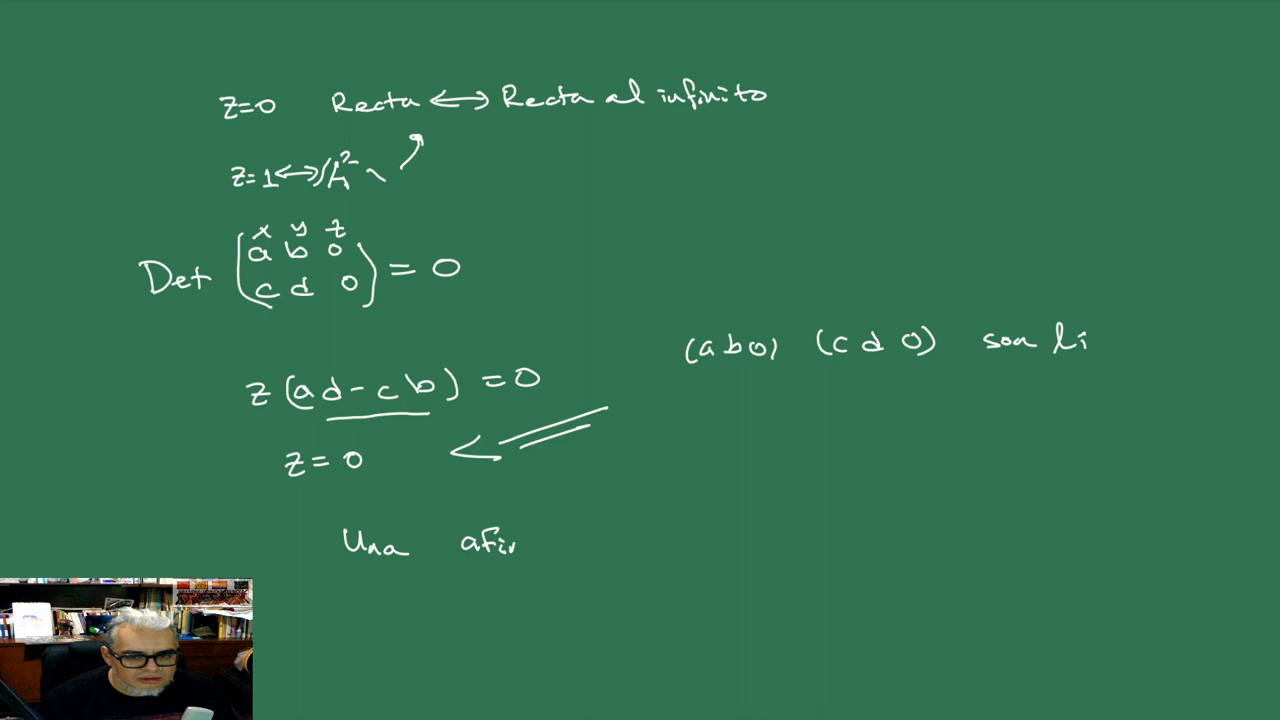 z=0 Recta ⟷ Recta al infinito
z=1 ⟷ A²
Det ( x y z
a b 0
c d 0 ) = 0
(a b 0) (c d 0) son li
z (ad - cb) = 0
z = 0 ⟸
Una afir